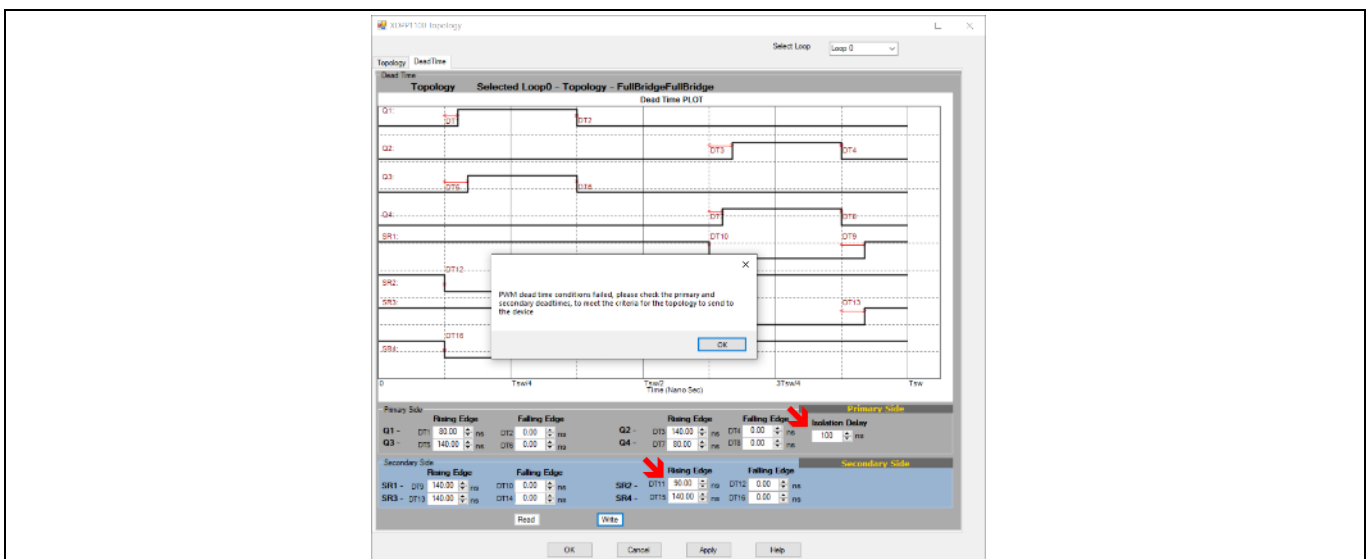 XDPP1100 Topology
Select Loop Loop 0
Topology DeadTime
Dead Time
Topology Selected Loop0 - Topology - FullBridgeFullBridge
Dead Time PLOT
Q1: DT2
Q2: DT3 DT4
Q3:
Q4: DT8
SR1: DT10 DT9
DT12
SR2:
SR3: DT13
DT16
SR4:
PWM dead time conditions failed, please check the primary and
secondary deadtimes, to meet the criteria for the topology to send to
the device
OK
0 Tsw/4 Tsw/2 3Tsw/4 Tsw
Time (Nano Sec)
Primary Side Primary Side
Rising Edge Falling Edge Rising Edge Falling Edge Isolation Delay
Q1 - DT1 80.00 ns DT2 0.00 ns Q2 - DT3 140.00 ns DT4 0.00 ns 100 ns
Q3 - DT5 140.00 ns DT6 0.00 ns Q4 - DT7 80.00 ns DT8 0.00 ns
Secondary Side Secondary Side
Rising Edge Falling Edge Rising Edge Falling Edge
SR1 - DT9 140.00 ns DT10 0.00 ns SR2 - DT11 90.00 ns DT12 0.00 ns
SR3 - DT13 140.00 ns DT14 0.00 ns SR4 - DT15 140.00 ns DT16 0.00 ns
Read Write
OK Cancel Apply Help